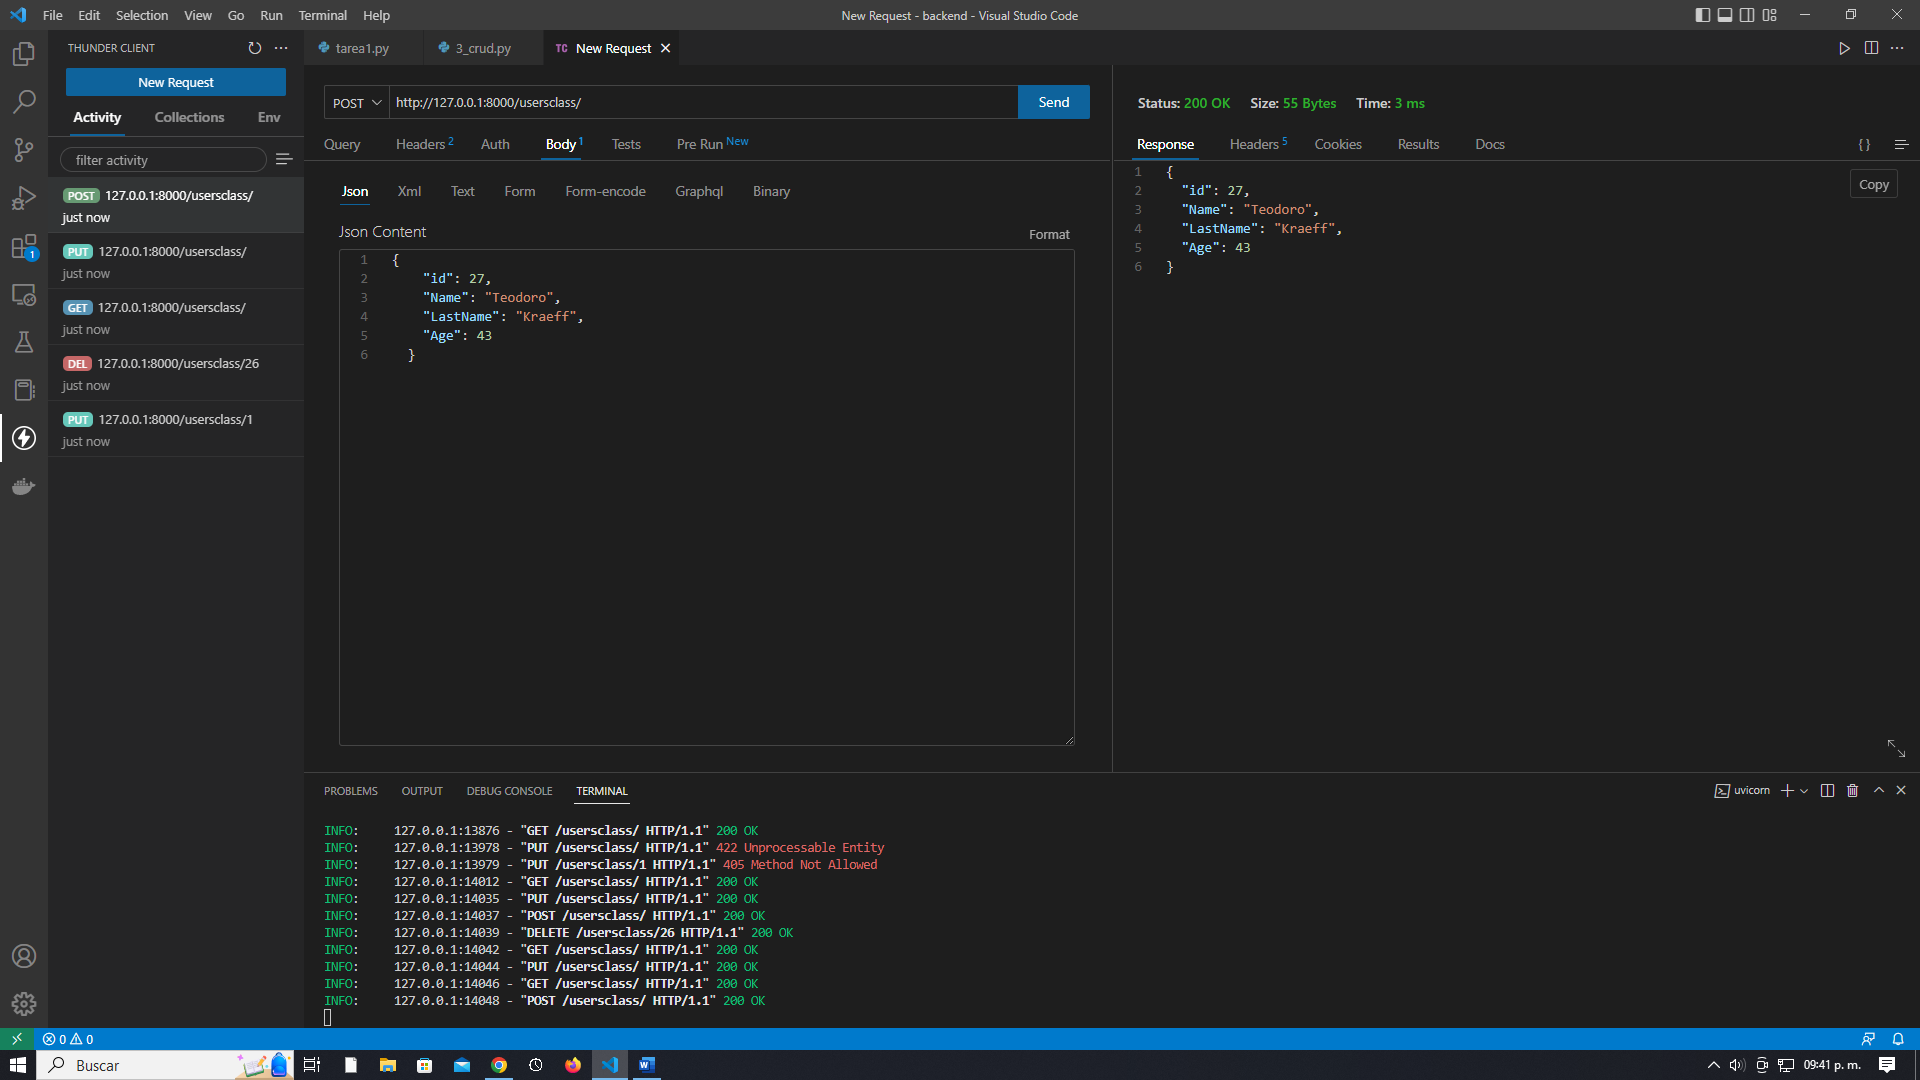 File Edit Selection View Go Run Terminal Help
New Request - backend - Visual Studio Code
THUNDER CLIENT
New Request
Activity Collections Env
filter activity
POST 127.0.0.1:8000/usersclass/
just now
PUT 127.0.0.1:8000/usersclass/
just now
GET 127.0.0.1:8000/usersclass/
just now
DEL 127.0.0.1:8000/usersclass/26
just now
PUT 127.0.0.1:8000/usersclass/1
just now
1
tarea1.py 3_crud.py TC New Request
POST http://127.0.0.1:8000/usersclass/ Send
Query Headers 2 Auth Body 1 Tests Pre Run New
Json Xml Text Form Form-encode Graphql Binary
Json Content Format
1 {
2 "id": 27,
3 "Name": "Teodoro",
4 "LastName": "Kraeff",
5 "Age": 43
6 }
Status: 200 OK Size: 55 Bytes Time: 3 ms
Response Headers 5 Cookies Results Docs { }
Copy
1 {
2 "id": 27,
3 "Name": "Teodoro",
4 "LastName": "Kraeff",
5 "Age": 43
6 }
PROBLEMS OUTPUT DEBUG CONSOLE TERMINAL uvicorn
INFO: 127.0.0.1:13876 - "GET /usersclass/ HTTP/1.1" 200 OK
INFO: 127.0.0.1:13978 - "PUT /usersclass/ HTTP/1.1" 422 Unprocessable Entity
INFO: 127.0.0.1:13979 - "PUT /usersclass/1 HTTP/1.1" 405 Method Not Allowed
INFO: 127.0.0.1:14012 - "GET /usersclass/ HTTP/1.1" 200 OK
INFO: 127.0.0.1:14035 - "PUT /usersclass/ HTTP/1.1" 200 OK
INFO: 127.0.0.1:14037 - "POST /usersclass/ HTTP/1.1" 200 OK
INFO: 127.0.0.1:14039 - "DELETE /usersclass/26 HTTP/1.1" 200 OK
INFO: 127.0.0.1:14042 - "GET /usersclass/ HTTP/1.1" 200 OK
INFO: 127.0.0.1:14044 - "PUT /usersclass/ HTTP/1.1" 200 OK
INFO: 127.0.0.1:14046 - "GET /usersclass/ HTTP/1.1" 200 OK
INFO: 127.0.0.1:14048 - "POST /usersclass/ HTTP/1.1" 200 OK
0 0
Buscar
09:41 p. m.